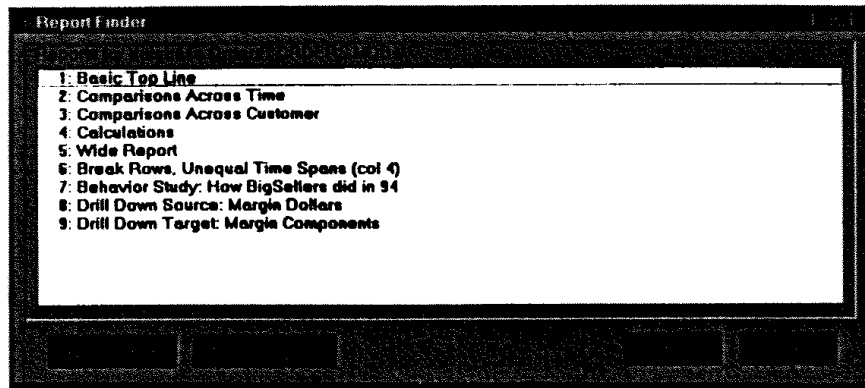 Report Finder
1: Basic Top Line
2: Comparisons Across Time
3: Comparisons Across Customer
4: Calculations
5: Wide Report
6: Break Rows, Unequal Time Spans (col 4)
7: Behavior Study: How BigSellers did in 94
8: Drill Down Source: Margin Dollars
9: Drill Down Target: Margin Components